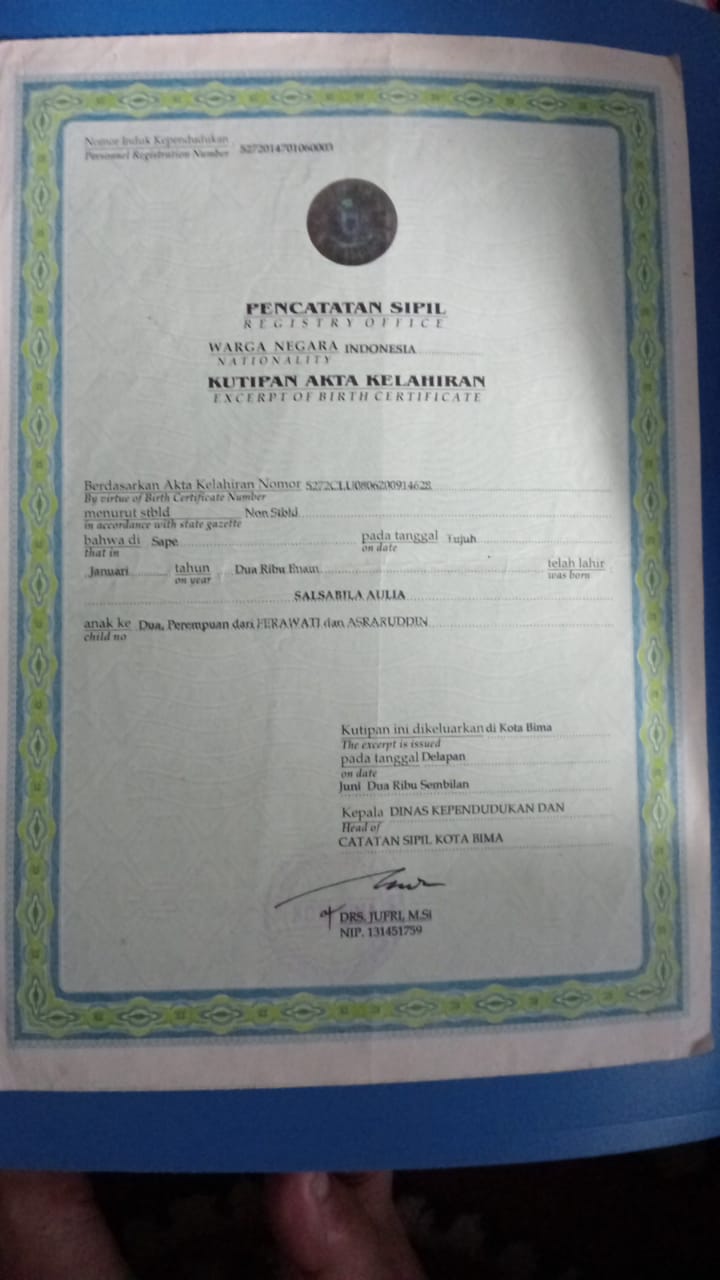 Nomor Induk Kependudukan 5272014701060003
Personnel Registration Number
PENCATATAN SIPIL
REGISTRY OFFICE
WARGA NEGARA INDONESIA
NATIONALITY
KUTIPAN AKTA KELAHIRAN
EXCERPT OF BIRTH CERTIFICATE
Berdasarkan Akta Kelahiran Nomor 5272CLU0806200914628
By virtue of Birth Certificate Number
menurut stbld Non Stbld
in accordance with state gazette
bahwa di Sape pada tanggal Tujuh
that in on date
Januari tahun Dua Ribu Enam telah lahir
on year was born
SALSABILA AULIA
anak ke Dua, Perempuan dari FERAWATI dan ASRARUDDIN
child no
Kutipan ini dikeluarkan di Kota Bima
The excerpt is issued
pada tanggal Delapan
on date
Juni Dua Ribu Sembilan
Kepala DINAS KEPENDUDUKAN DAN
Head of
CATATAN SIPIL KOTA BIMA
DRS. JUFRI, M.Si
NIP. 131451759